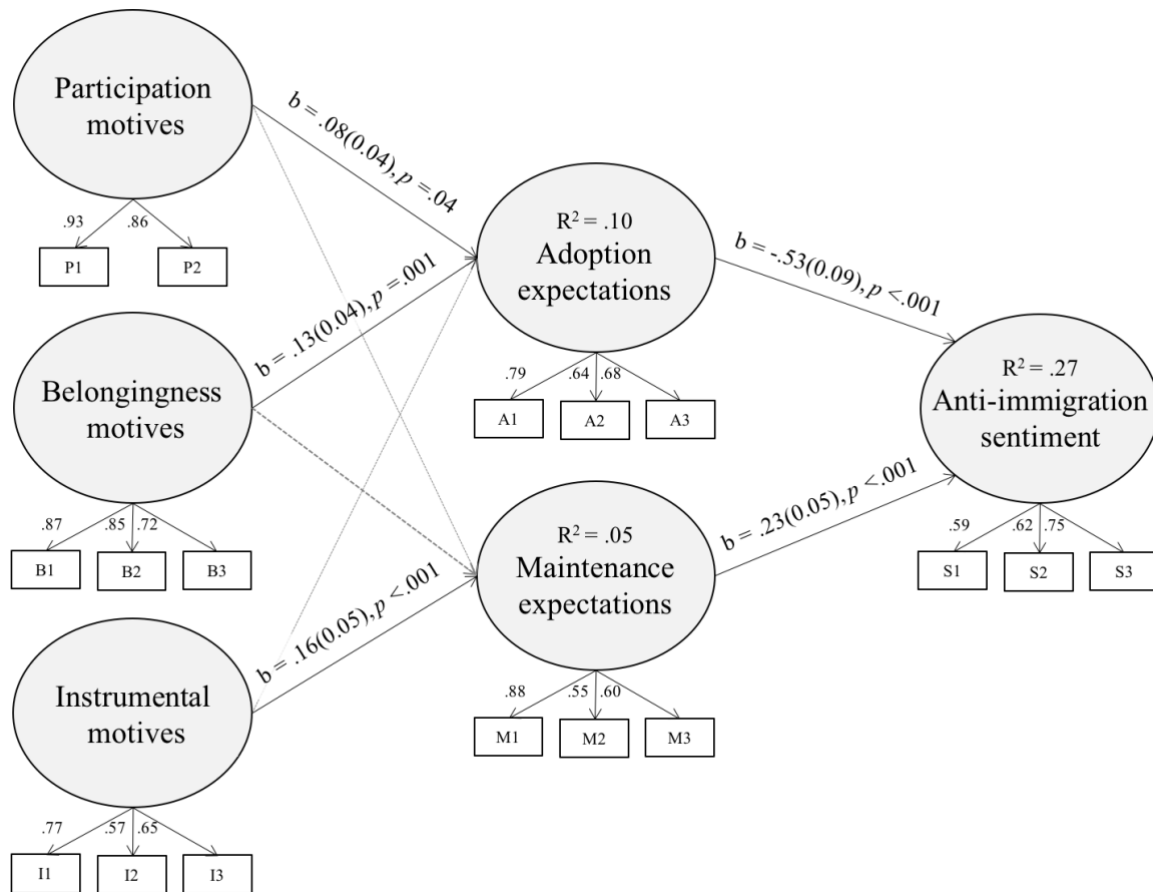 Participation
motives
.93
.86
P1
P2
b = .08(0.04), p =.04
Belongingness
motives
.87
.85
.72
B1
B2
B3
b = .13(0.04), p =.001
Instrumental
motives
.77
.57
.65
I1
I2
I3
b = .16(0.05), p <.001
R² = .10
Adoption
expectations
.79
.64
.68
A1
A2
A3
b = -.53(0.09), p <.001
R² = .05
Maintenance
expectations
.88
.55
.60
M1
M2
M3
b = .23(0.05), p <.001
R² = .27
Anti-immigration
sentiment
.59
.62
.75
S1
S2
S3